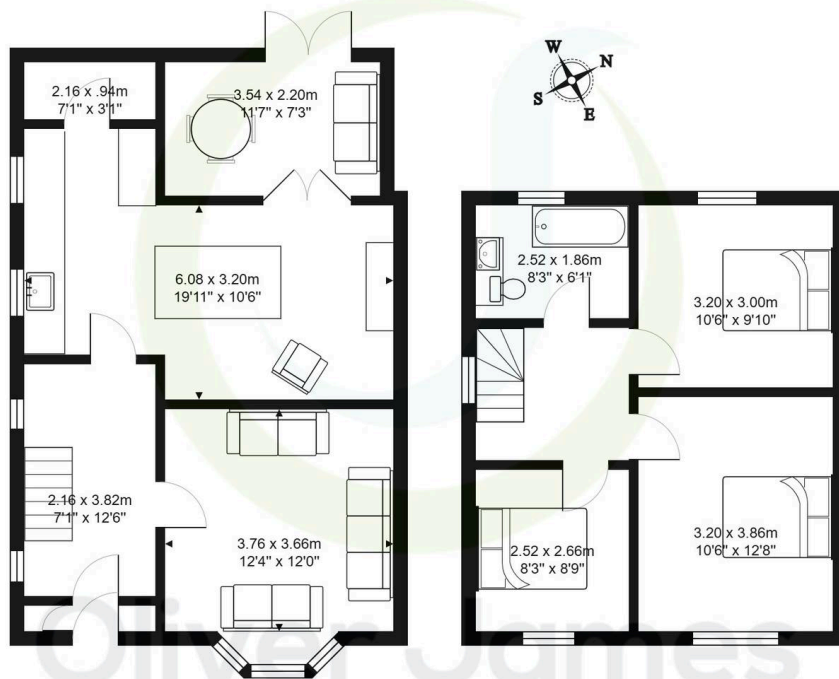 2.16 x .94m
7'1" x 3'1"
3.54 x 2.20m
11'7" x 7'3"
W
N
S
E
6.08 x 3.20m
19'11" x 10'6"
2.52 x 1.86m
8'3" x 6'1"
3.20 x 3.00m
10'6" x 9'10"
2.16 x 3.82m
7'1" x 12'6"
3.76 x 3.66m
12'4" x 12'0"
2.52 x 2.66m
8'3" x 8'9"
3.20 x 3.86m
10'6" x 12'8"
Oliver James